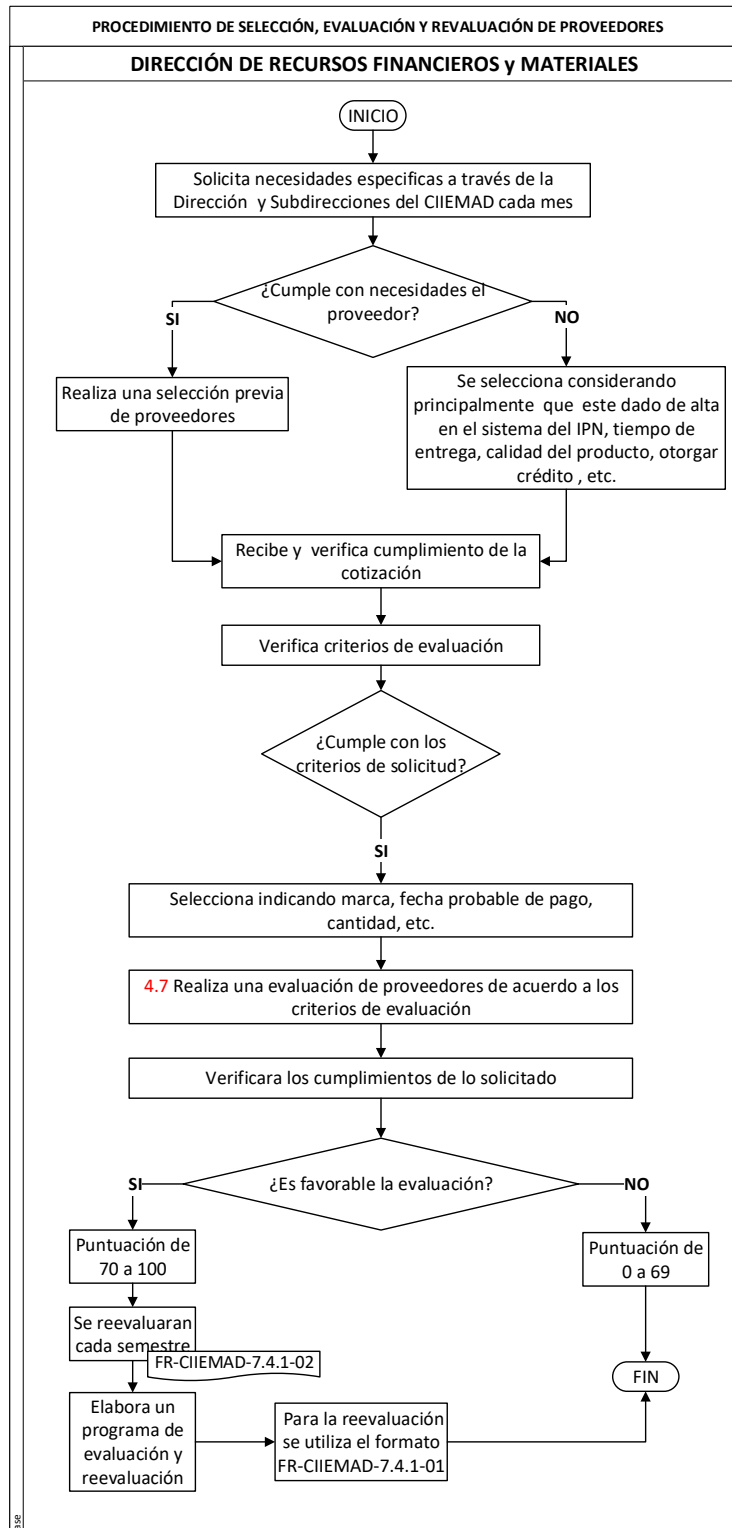 PROCEDIMIENTO DE SELECCIÓN, EVALUACIÓN Y REVALUACIÓN DE PROVEEDORES
DIRECCIÓN DE RECURSOS FINANCIEROS y MATERIALES
INICIO
Solicita necesidades especificas a través de la
Dirección y Subdirecciones del CIIEMAD cada mes
¿Cumple con necesidades el
proveedor?
SI
NO
Realiza una selección previa
de proveedores
Se selecciona considerando
principalmente que este dado de alta
en el sistema del IPN, tiempo de
entrega, calidad del producto, otorgar
crédito , etc.
Recibe y verifica cumplimiento de la
cotización
Verifica criterios de evaluación
¿Cumple con los
criterios de solicitud?
SI
Selecciona indicando marca, fecha probable de pago,
cantidad, etc.
4.7 Realiza una evaluación de proveedores de acuerdo a los
criterios de evaluación
Verificara los cumplimientos de lo solicitado
¿Es favorable la evaluación?
SI
NO
Puntuación de
70 a 100
Puntuación de
0 a 69
Se reevaluaran
cada semestre
FR-CIIEMAD-7.4.1-02
FIN
Elabora un
programa de
evaluación y
reevaluación
Para la reevaluación
se utiliza el formato
FR-CIIEMAD-7.4.1-01